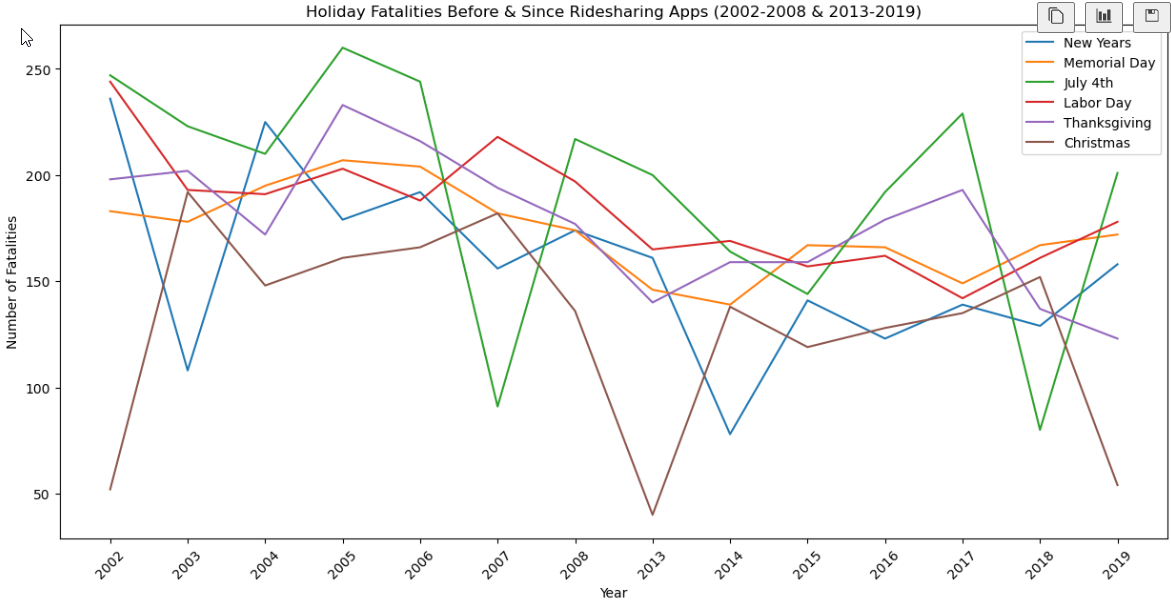 Holiday Fatalities Before & Since Ridesharing Apps (2002-2008 & 2013-2019)
New Years
Memorial Day
July 4th
Labor Day
Thanksgiving
Christmas
Number of Fatalities
250
200
150
100
50
2002
2003
2004
2005
2006
2007
2008
2013
2014
2015
2016
2017
2018
2019
Year